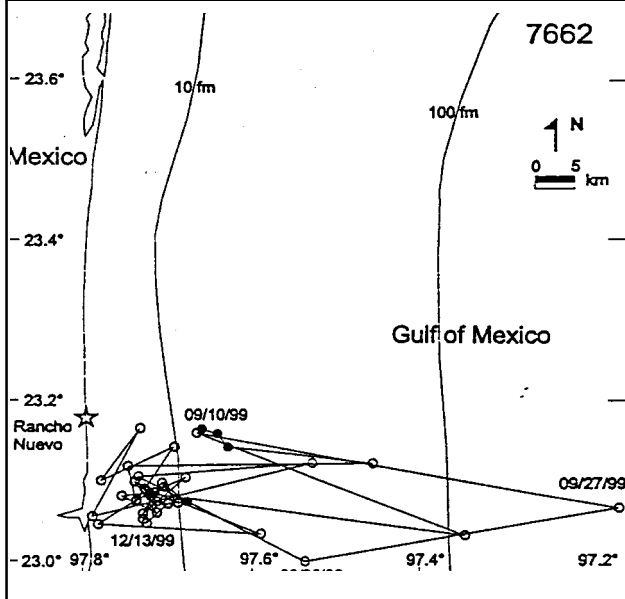 7662
23.6°
10 fm
100 fm
N
Mexico
0 5
km
23.4°
Gulf of Mexico
23.2°
09/10/99
Rancho
Nuevo
09/27/99
12/13/99
23.0°
97.8°
97.6°
97.4°
97.2°